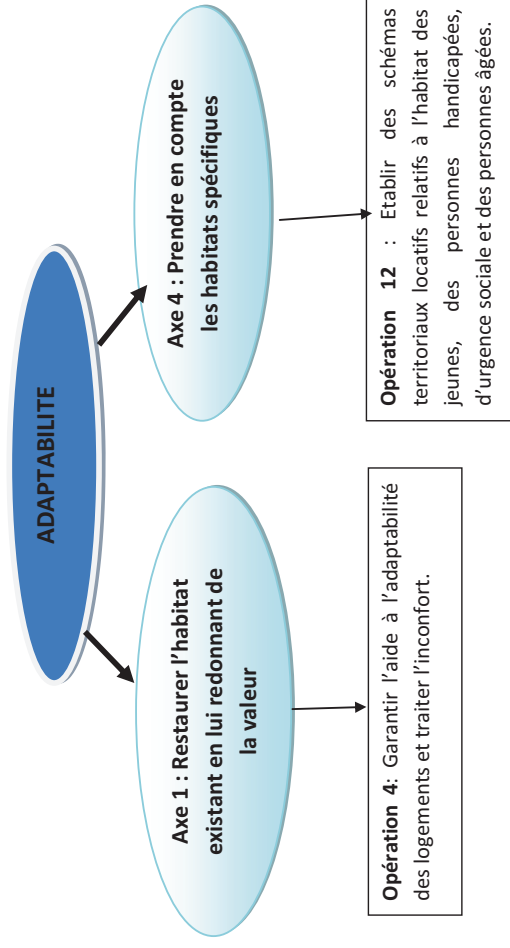 ADAPTABILITE
Axe 1 : Restaurer l’habitat
existant en lui redonnant de
la valeur
Axe 4 : Prendre en compte
les habitats spécifiques
Opération 4: Garantir l’aide à l’adaptabilité
des logements et traiter l’inconfort.
Opération 12 : Etablir des schémas
territoriaux locatifs relatifs à l’habitat des
jeunes, des personnes handicapées,
d’urgence sociale et des personnes âgées.